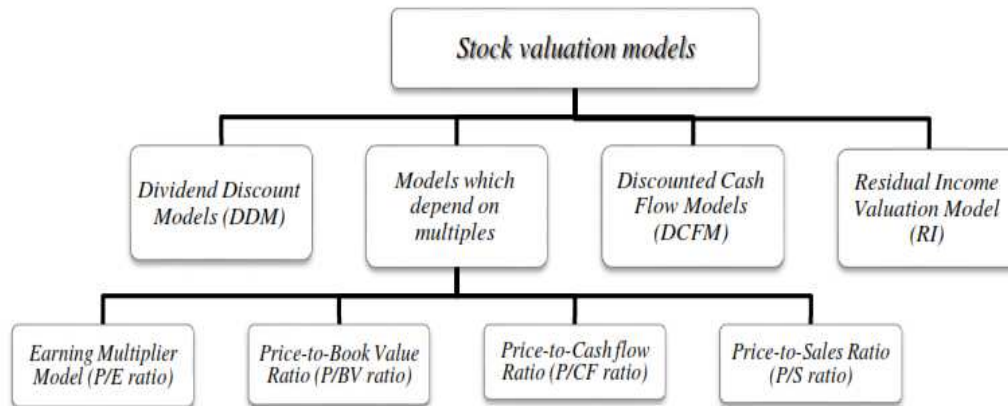 Stock valuation models
Dividend Discount
Models (DDM)
Models which
depend on
multiples
Discounted Cash
Flow Models
(DCFM)
Residual Income
Valuation Model
(RI)
Earning Multiplier
Model (P/E ratio)
Price-to-Book Value
Ratio (P/BV ratio)
Price-to-Cash flow
Ratio (P/CF ratio)
Price-to-Sales Ratio
(P/S ratio)